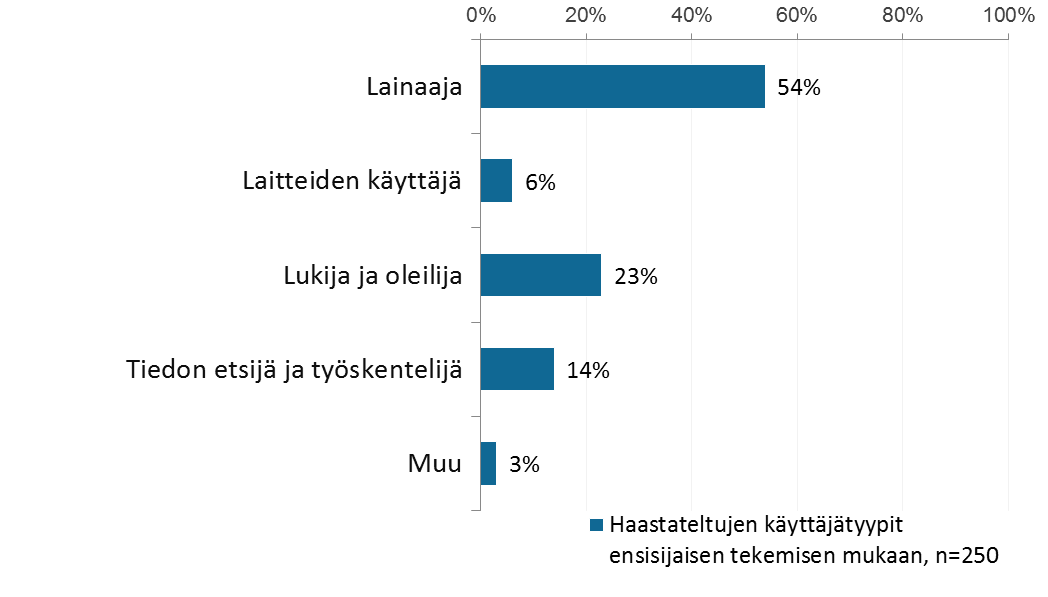 0% 20% 40% 60% 80% 100%
Lainaaja 54%
Laitteiden käyttäjä 6%
Lukija ja oleilija 23%
Tiedon etsijä ja työskentelijä 14%
Muu 3%
Haastateltujen käyttäjätyypit
ensisijaisen tekemisen mukaan, n=250